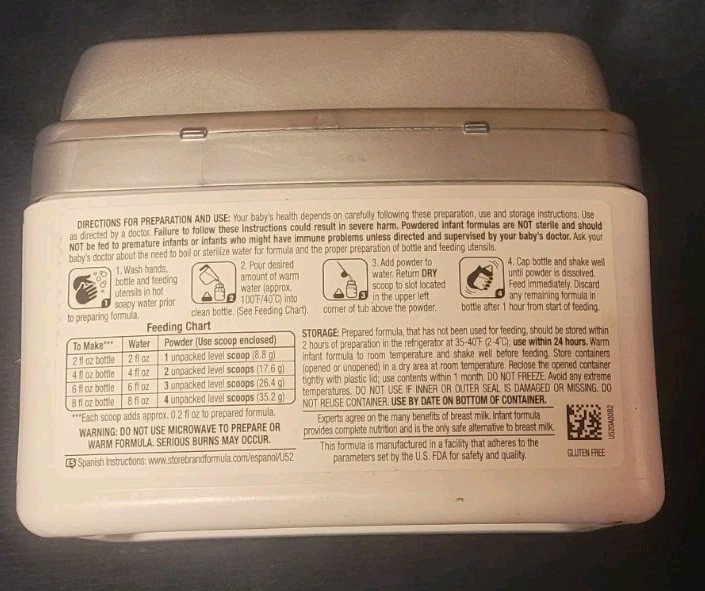 DIRECTIONS FOR PREPARATION AND USE: Your baby's health depends on carefully following these preparation, use and storage instructions. Use
as directed by a doctor. Failure to follow these instructions could result in severe harm. Powdered infant formulas are NOT sterile and should
NOT be fed to premature infants or infants who might have immune problems unless directed and supervised by your baby's doctor. Ask your
baby's doctor about the need to boil or sterilize water for formula and the proper preparation of bottle and feeding utensils.
1
1. Wash hands,
bottle and feeding
utensils in hot
soapy water prior
to preparing formula.
2
2. Pour desired
amount of warm
water (approx.
100°F/40°C) into
clean bottle. (See Feeding Chart).
3
3. Add powder to
water. Return DRY
scoop to slot located
in the upper left
corner of tub above the powder.
4
4. Cap bottle and shake well
until powder is dissolved.
Feed immediately. Discard
any remaining formula in
bottle after 1 hour from start of feeding.
Feeding Chart
To Make*** Water Powder (Use scoop enclosed)
2 fl oz bottle 2 fl oz 1 unpacked level scoop (8.8 g)
4 fl oz bottle 4 fl oz 2 unpacked level scoops (17.6 g)
6 fl oz bottle 6 fl oz 3 unpacked level scoops (26.4 g)
8 fl oz bottle 8 fl oz 4 unpacked level scoops (35.2 g)
***Each scoop adds approx. 0.2 fl oz to prepared formula.
WARNING: DO NOT USE MICROWAVE TO PREPARE OR
WARM FORMULA. SERIOUS BURNS MAY OCCUR.
ES Spanish Instructions: www.storebrandformula.com/espanol/U52
STORAGE: Prepared formula, that has not been used for feeding, should be stored within
2 hours of preparation in the refrigerator at 35-40°F (2-4°C); use within 24 hours. Warm
infant formula to room temperature and shake well before feeding. Store containers
(opened or unopened) in a dry area at room temperature. Reclose the opened container
tightly with plastic lid; use contents within 1 month. DO NOT FREEZE. Avoid any extreme
temperatures. DO NOT USE IF INNER OR OUTER SEAL IS DAMAGED OR MISSING. DO
NOT REUSE CONTAINER. USE BY DATE ON BOTTOM OF CONTAINER.
Experts agree on the many benefits of breast milk. Infant formula
provides complete nutrition and is the only safe alternative to breast milk.
This formula is manufactured in a facility that adheres to the
parameters set by the U.S. FDA for safety and quality.
GLUTEN FREE